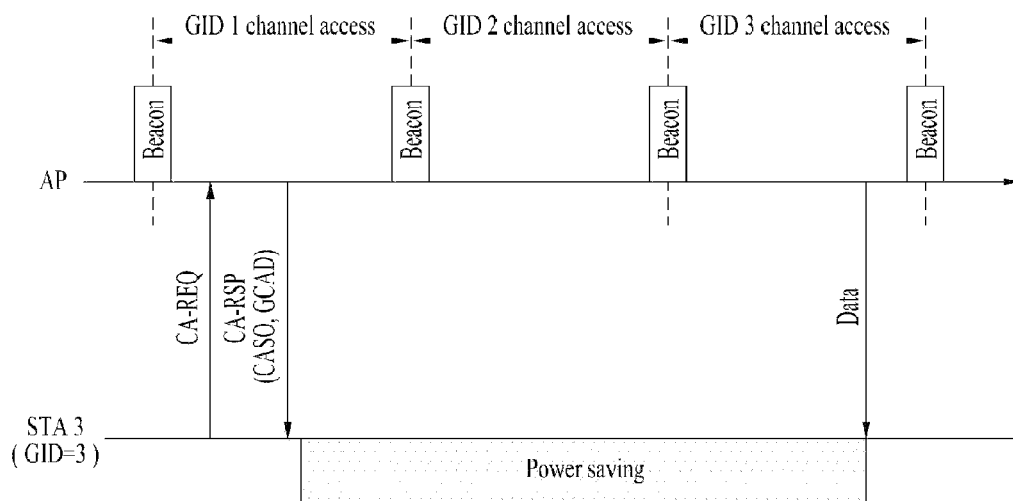 GID 1 channel access
GID 2 channel access
GID 3 channel access
Beacon
Beacon
Beacon
Beacon
AP
CA-REQ
CA-RSP
(CASO, GCAD)
Data
STA 3
( GID=3 )
Power saving